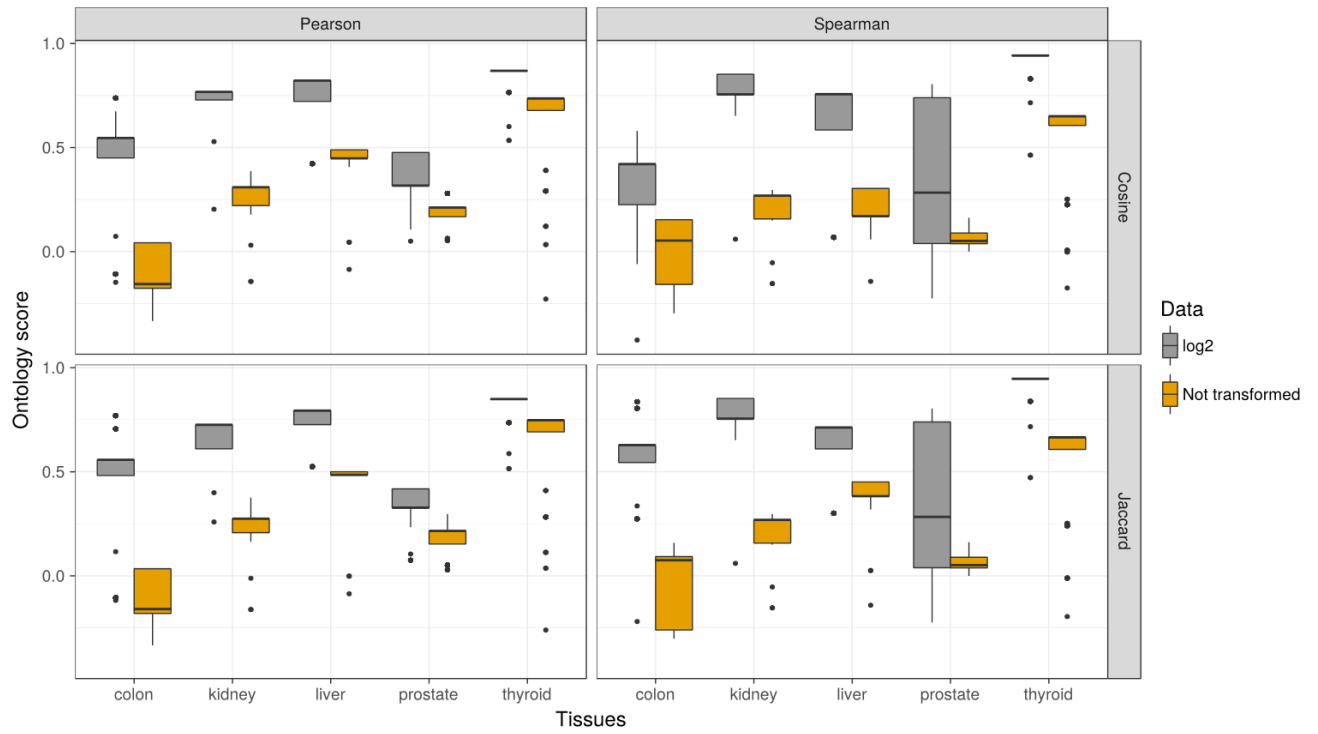 Pearson
Spearman
Ontology score
1.0
0.5
0.0
Cosine
1.0
0.5
0.0
Jaccard
Data
log2
Not transformed
colon kidney liver prostate thyroid
colon kidney liver prostate thyroid
Tissues